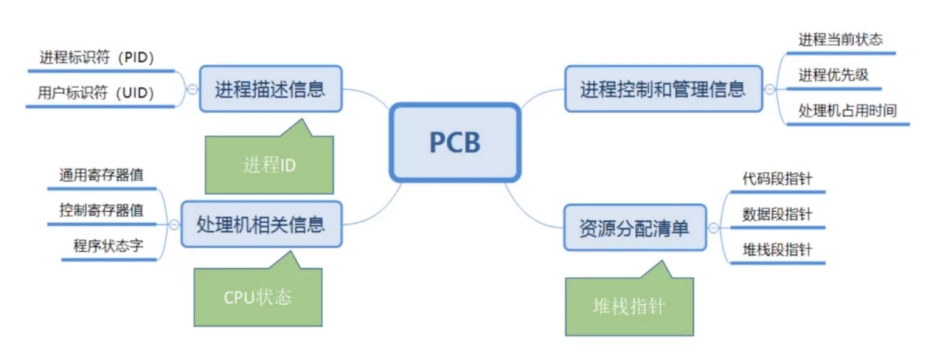 PCB
进程描述信息
进程标识符（PID）
用户标识符（UID）
进程ID
处理机相关信息
通用寄存器值
控制寄存器值
程序状态字
CPU状态
进程控制和管理信息
进程当前状态
进程优先级
处理机占用时间
资源分配清单
代码段指针
数据段指针
堆栈段指针
堆栈指针